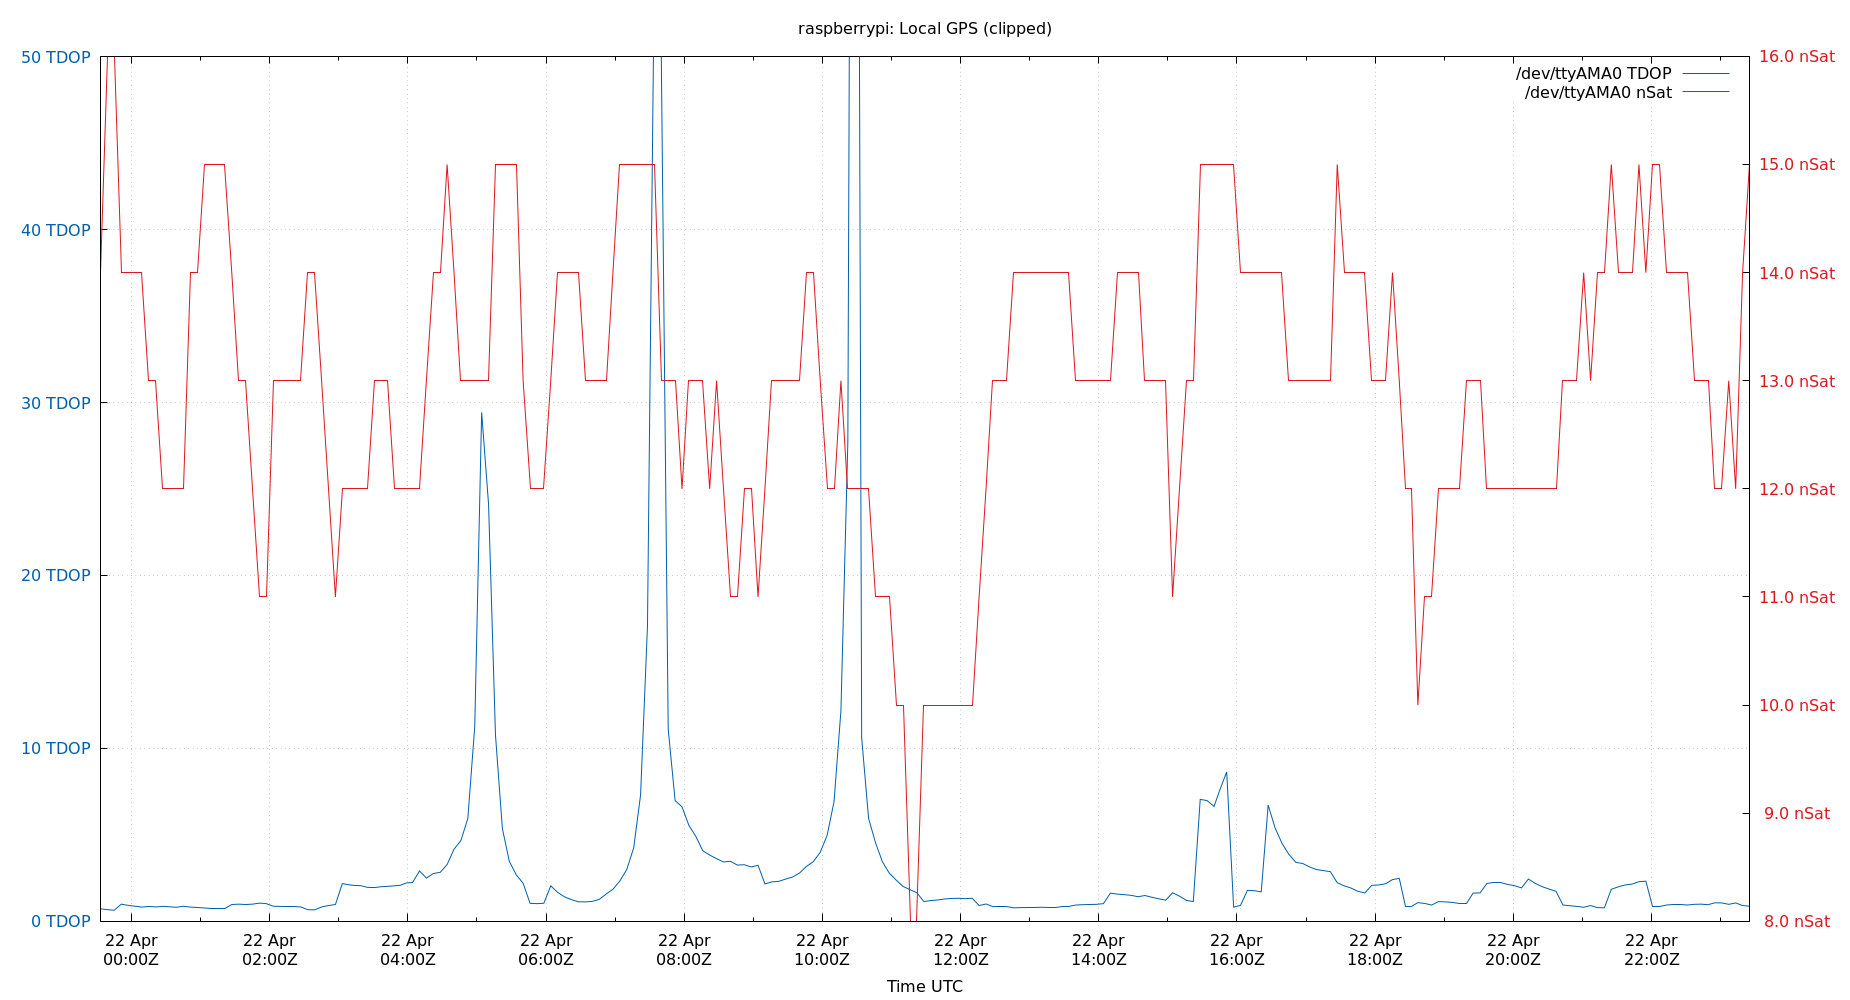 raspberrypi: Local GPS (clipped)
50 TDOP
40 TDOP
30 TDOP
20 TDOP
10 TDOP
0 TDOP
16.0 nSat
15.0 nSat
14.0 nSat
13.0 nSat
12.0 nSat
11.0 nSat
10.0 nSat
9.0 nSat
8.0 nSat
/dev/ttyAMA0 TDOP
/dev/ttyAMA0 nSat
22 Apr
00:00Z
22 Apr
02:00Z
22 Apr
04:00Z
22 Apr
06:00Z
22 Apr
08:00Z
22 Apr
10:00Z
22 Apr
12:00Z
22 Apr
14:00Z
22 Apr
16:00Z
22 Apr
18:00Z
22 Apr
20:00Z
22 Apr
22:00Z
Time UTC